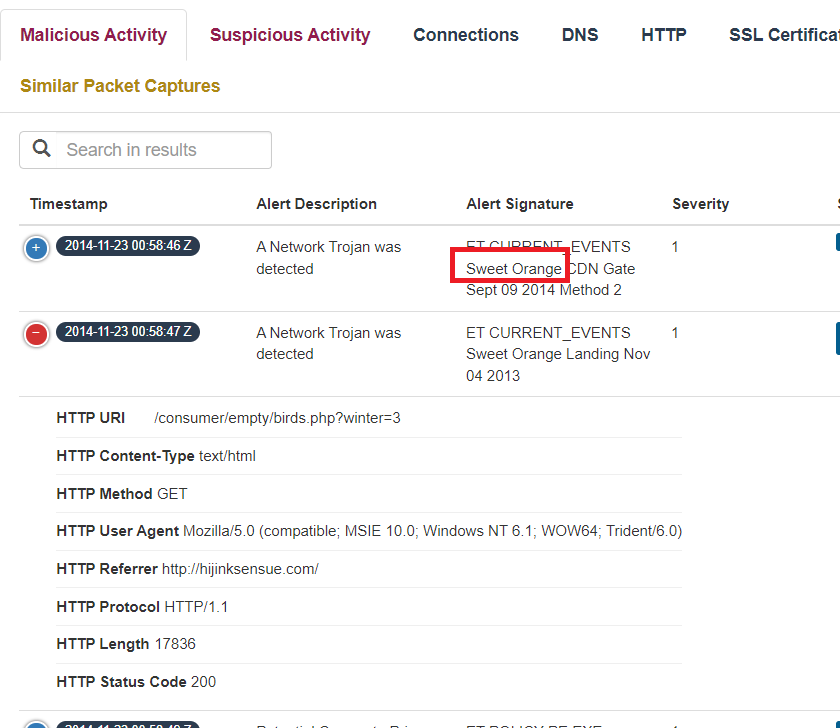 Malicious Activity Suspicious Activity Connections DNS HTTP SSL
Similar Packet Captures
Search in results
Timestamp Alert Description Alert Signature Severity
+ 2014-11-23 00:58:46 Z A Network Trojan was ET CURRENT_EVENTS 1
detected Sweet Orange CDN Gate
Sept 09 2014 Method 2
− 2014-11-23 00:58:47 Z A Network Trojan was ET CURRENT_EVENTS 1
detected Sweet Orange Landing Nov
04 2013
HTTP URI /consumer/empty/birds.php?winter=3
HTTP Content-Type text/html
HTTP Method GET
HTTP User Agent Mozilla/5.0 (compatible; MSIE 10.0; Windows NT 6.1; WOW64; Trident/6.0)
HTTP Referrer http://hijinksensue.com/
HTTP Protocol HTTP/1.1
HTTP Length 17836
HTTP Status Code 200